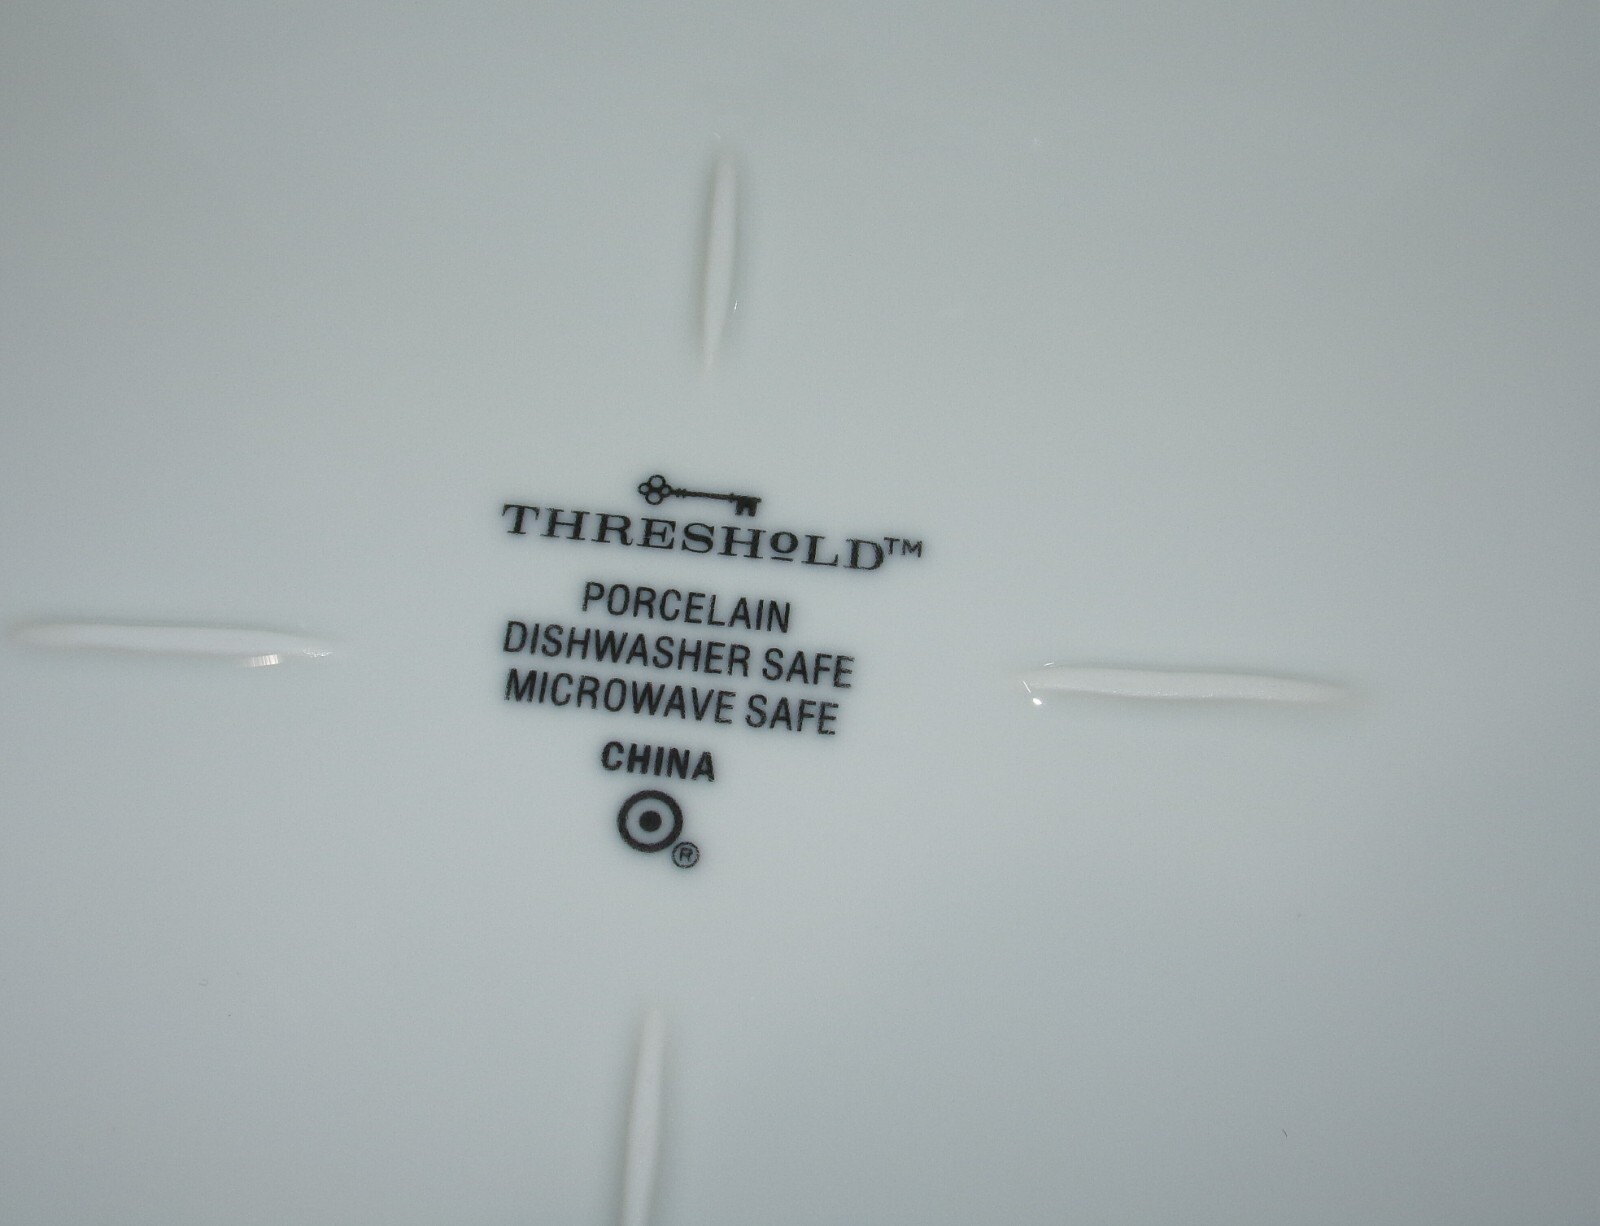 THRESHOLD™
PORCELAIN
DISHWASHER SAFE
MICROWAVE SAFE
CHINA
®